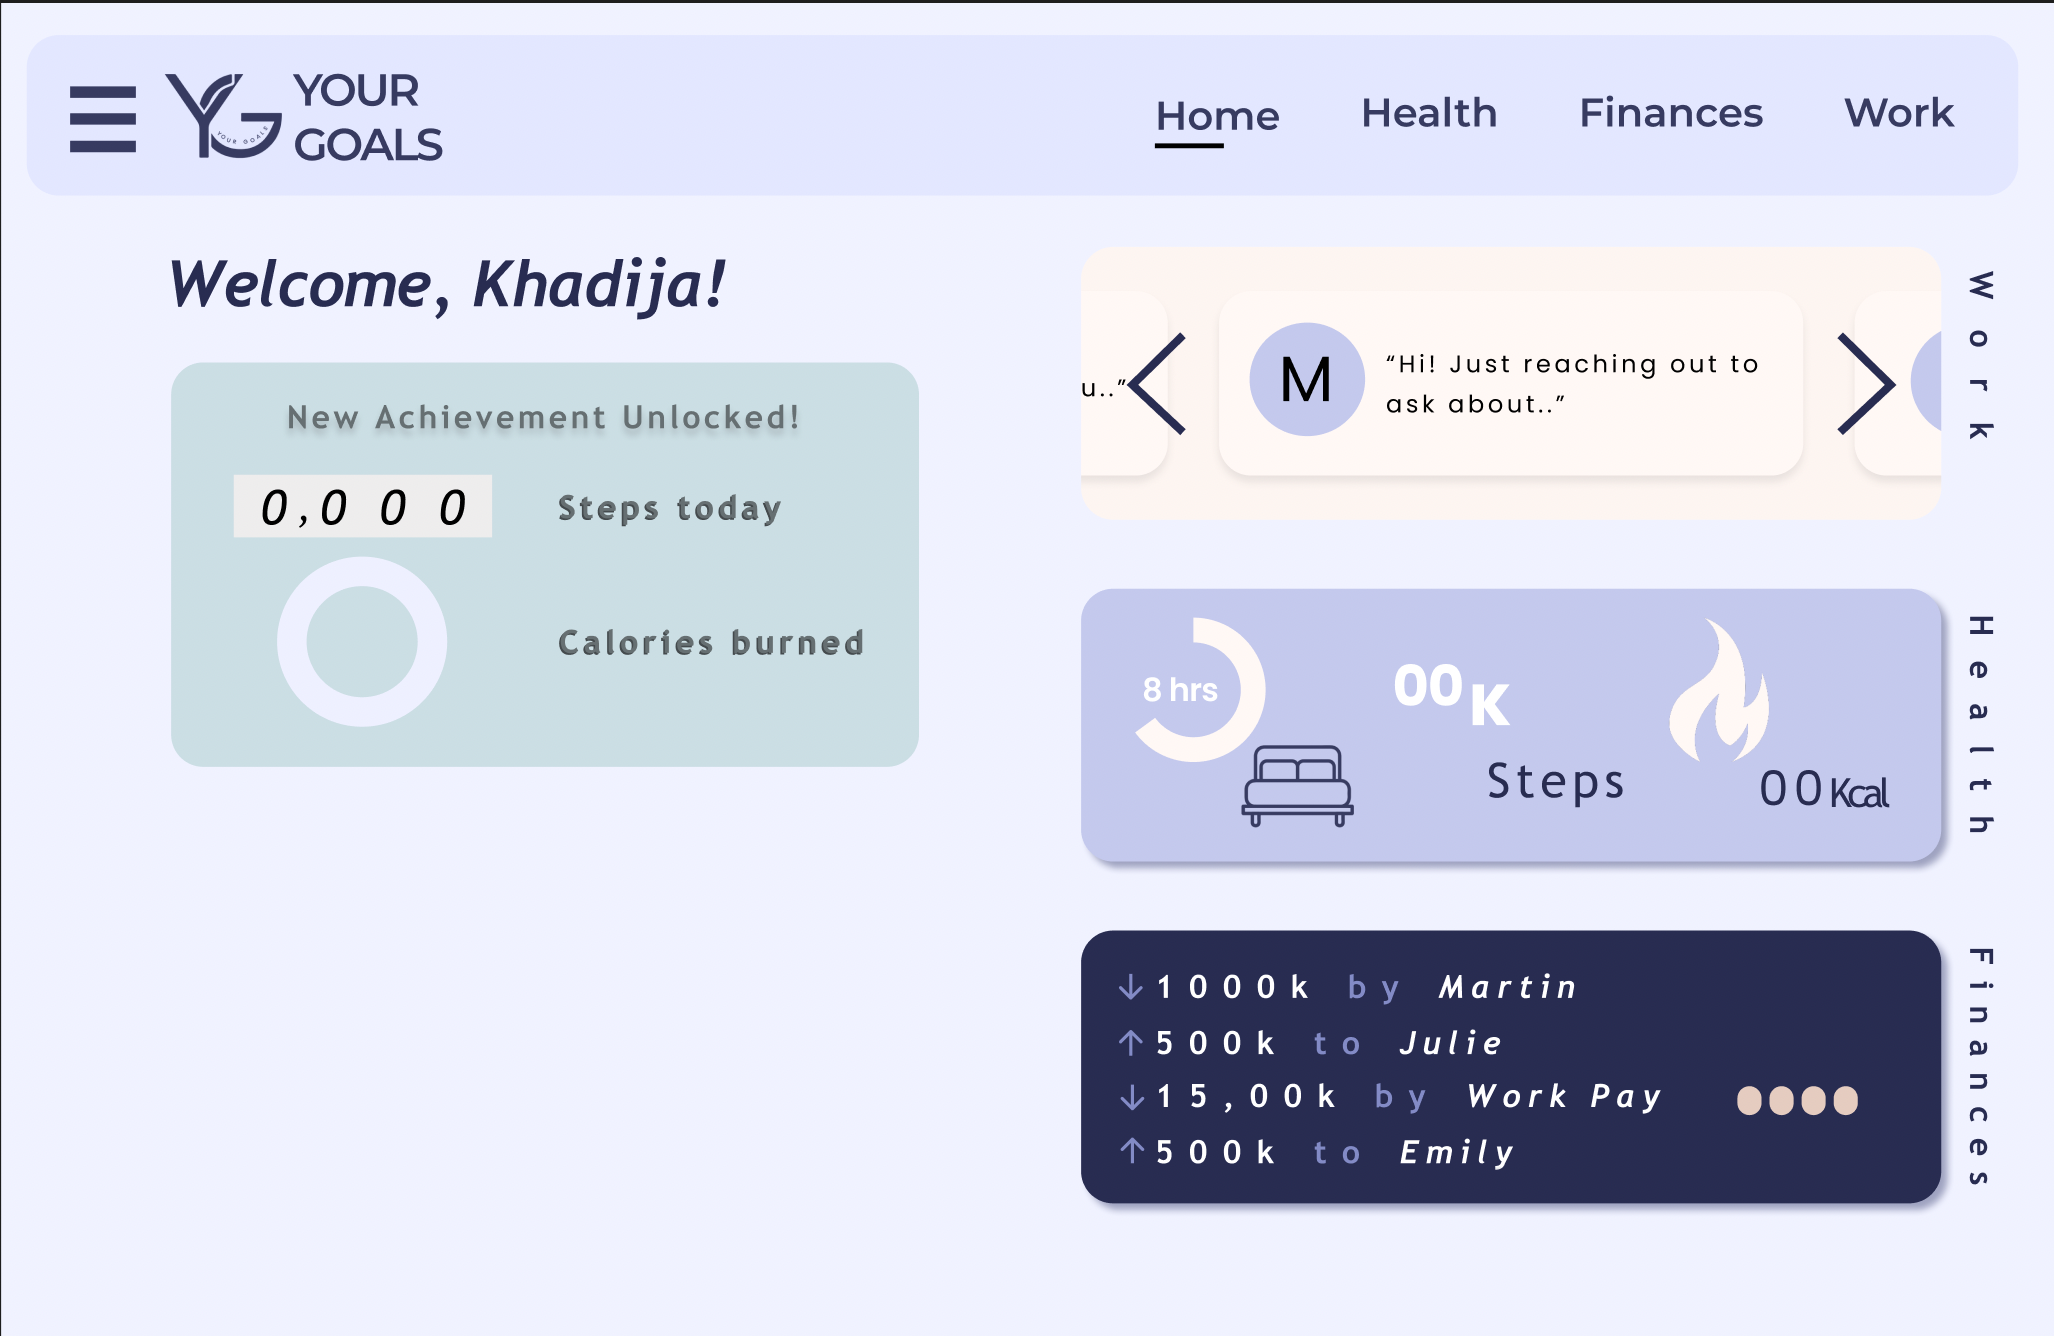 YOUR
GOALS
YOUR GOALS
Home Health Finances Work
Welcome, Khadija!
New Achievement Unlocked!
0,0 0 0 Steps today
Calories burned
u..”
M
“Hi! Just reaching out to
ask about..”
Work
8 hrs
00K
Steps
00Kcal
Health
1000k by Martin
500k to Julie
15,00k by Work Pay
500k to Emily
Finances